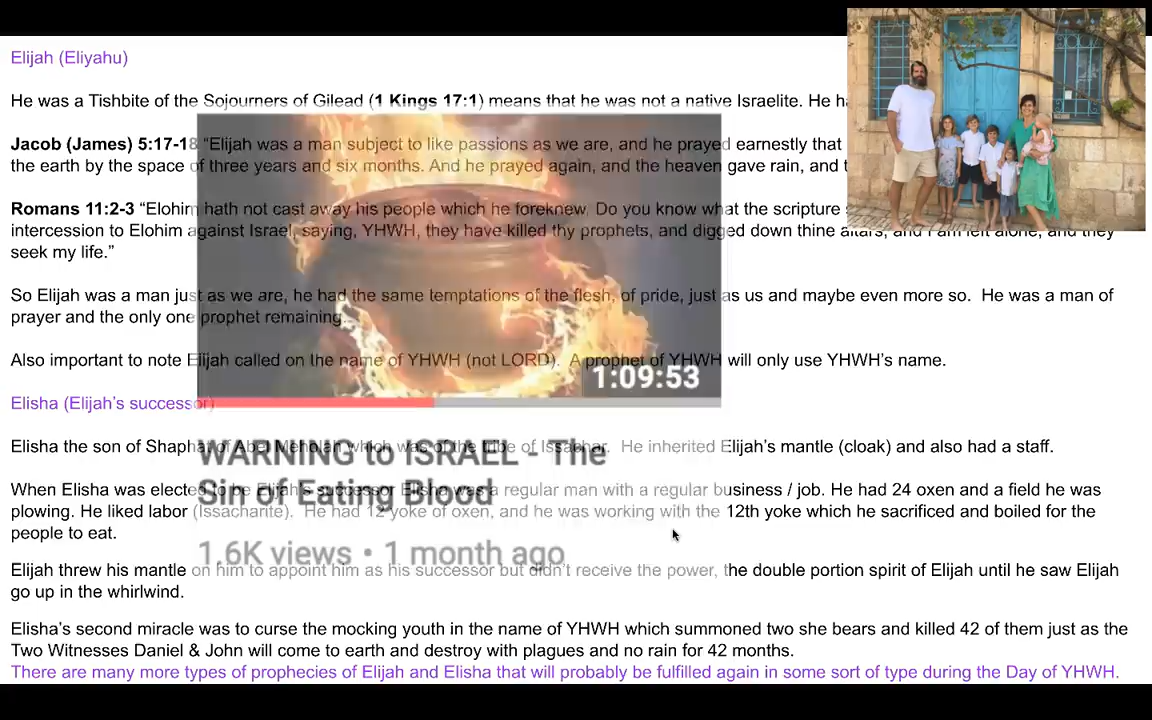 Elijah (Eliyahu)
He was a Tishbite of the Sojourners of Gilead (1 Kings 17:1) means that he was not a native Israelite. He h
Jacob (James) 5:17-18 “Elijah was a man subject to like passions as we are, and he prayed earnestly that
the earth by the space of three years and six months. And he prayed again, and the heaven gave rain, and t
Romans 11:2-3 “Elohim hath not cast away his people which he foreknew. Do you know what the scripture
intercession to Elohim against Israel, saying, YHWH, they have killed thy prophets, and digged down thine altars, and I am left alone, and they
seek my life.”
So Elijah was a man just as we are, he had the same temptations of the flesh, of pride, just as us and maybe even more so. He was a man of
prayer and the only one prophet remaining.
Also important to note Elijah called on the name of YHWH (not LORD). A prophet of YHWH will only use YHWH’s name.
1:09:53
Elisha (Elijah’s successor)
Elisha the son of Shaphat of Abel Meholah which was of the tribe of Issachar. He inherited Elijah’s mantle (cloak) and also had a staff.
WARNING to ISRAEL - The
Sin of Eating Blood
When Elisha was elected to be Elijah’s successor Elisha was a regular man with a regular business / job. He had 24 oxen and a field he was
plowing. He liked labor (Issacharite). He had 12 yoke of oxen, and he was working with the 12th yoke which he sacrificed and boiled for the
people to eat.
1.6K views • 1 month ago
Elijah threw his mantle on him to appoint him as his successor but didn’t receive the power, the double portion spirit of Elijah until he saw Elijah
go up in the whirlwind.
Elisha’s second miracle was to curse the mocking youth in the name of YHWH which summoned two she bears and killed 42 of them just as the
Two Witnesses Daniel & John will come to earth and destroy with plagues and no rain for 42 months.
There are many more types of prophecies of Elijah and Elisha that will probably be fulfilled again in some sort of type during the Day of YHWH.